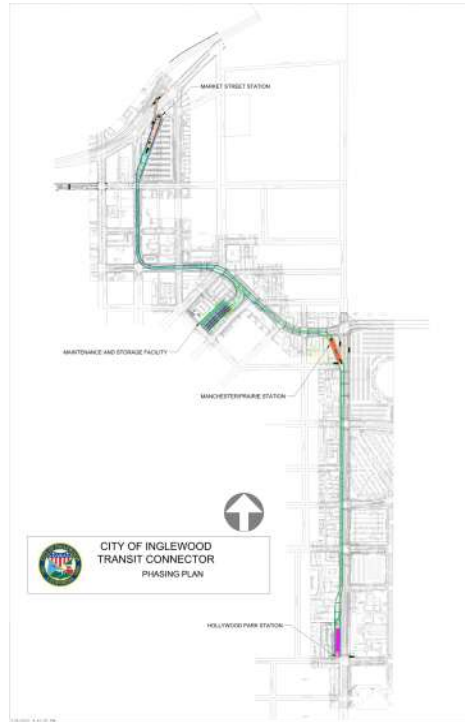 MARKET STREET STATION
MAINTENANCE AND STORAGE FACILITY
MANCHESTER/PRAIRIE STATION
CITY OF INGLEWOOD
TRANSIT CONNECTOR
PHASING PLAN
HOLLYWOOD PARK STATION